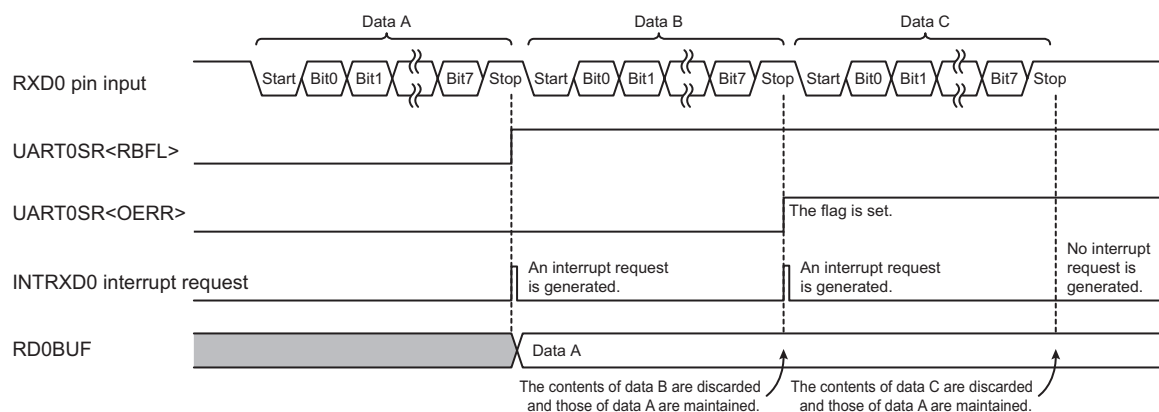 Data A Data B Data C
RXD0 pin input Start Bit0 Bit1 Bit7 Stop Start Bit0 Bit1 Bit7 Stop Start Bit0 Bit1 Bit7 Stop
UART0SR<RBFL>
UART0SR<OERR> The flag is set.
INTRXD0 interrupt request
An interrupt request
is generated.
An interrupt request
is generated.
No interrupt
request is
generated.
RD0BUF Data A
The contents of data B are discarded
and those of data A are maintained.
The contents of data C are discarded
and those of data A are maintained.